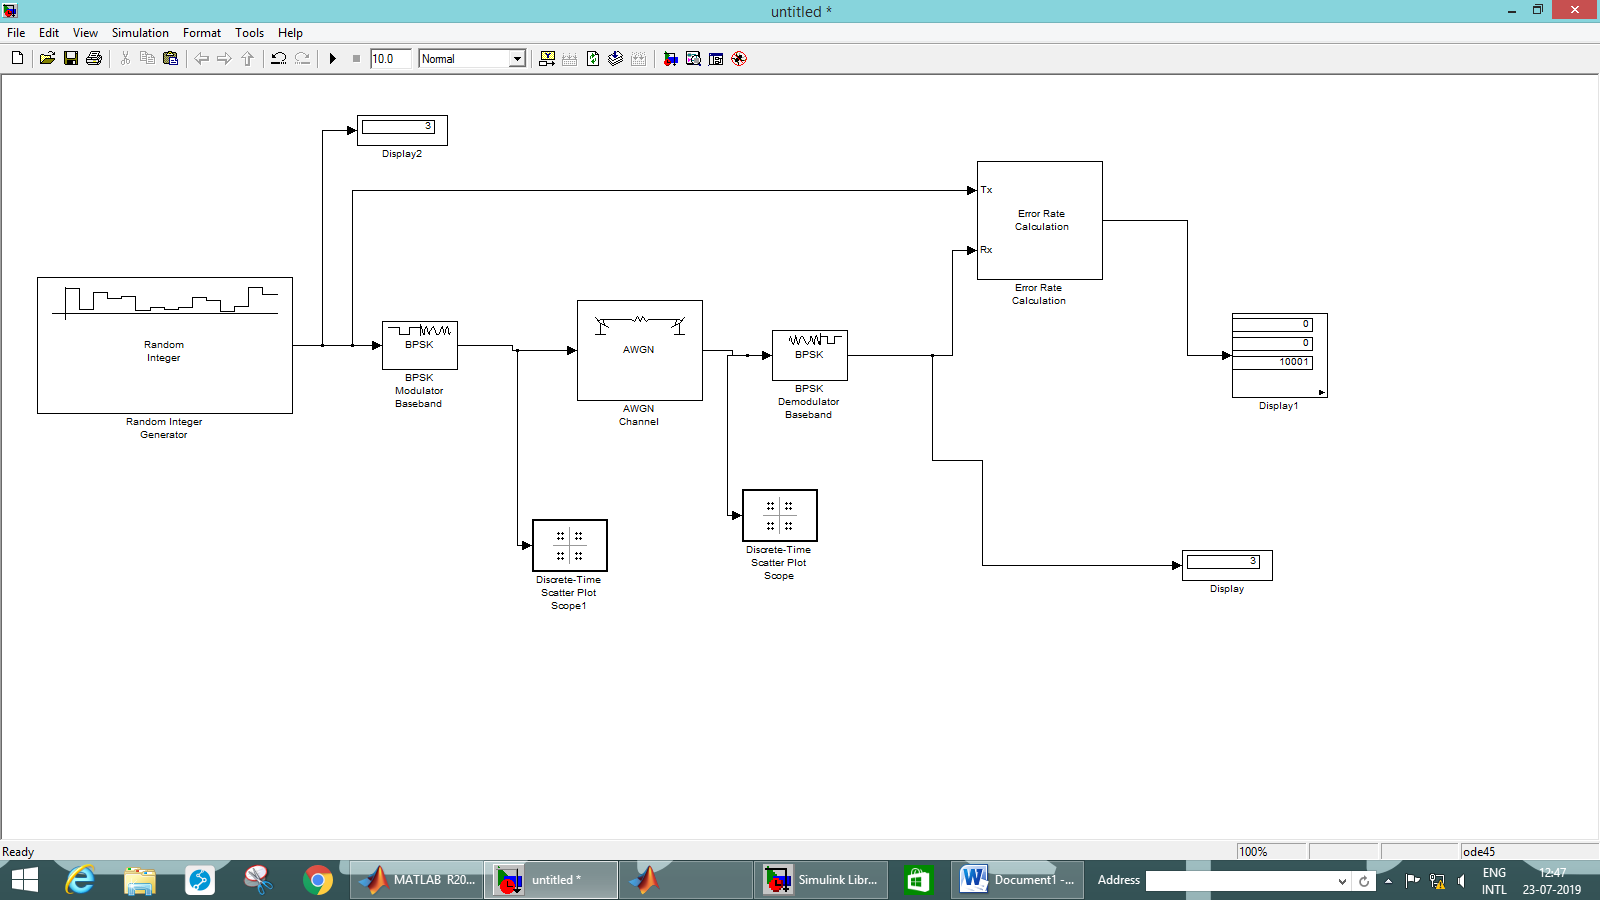 untitled *
File Edit View Simulation Format Tools Help
10.0 Normal
3
Display2
Tx
Error Rate
Calculation
Rx
Error Rate
Calculation
Random
Integer
Random Integer
Generator
BPSK
BPSK
Modulator
Baseband
AWGN
AWGN
Channel
BPSK
BPSK
Demodulator
Baseband
0
0
10001
Display1
Discrete-Time
Scatter Plot
Scope
Discrete-Time
Scatter Plot
Scope1
3
Display
Ready 100% ode45
MATLAB R20... untitled * Simulink Libr... Document1 -... Address
ENG
INTL
12:47
23-07-2019